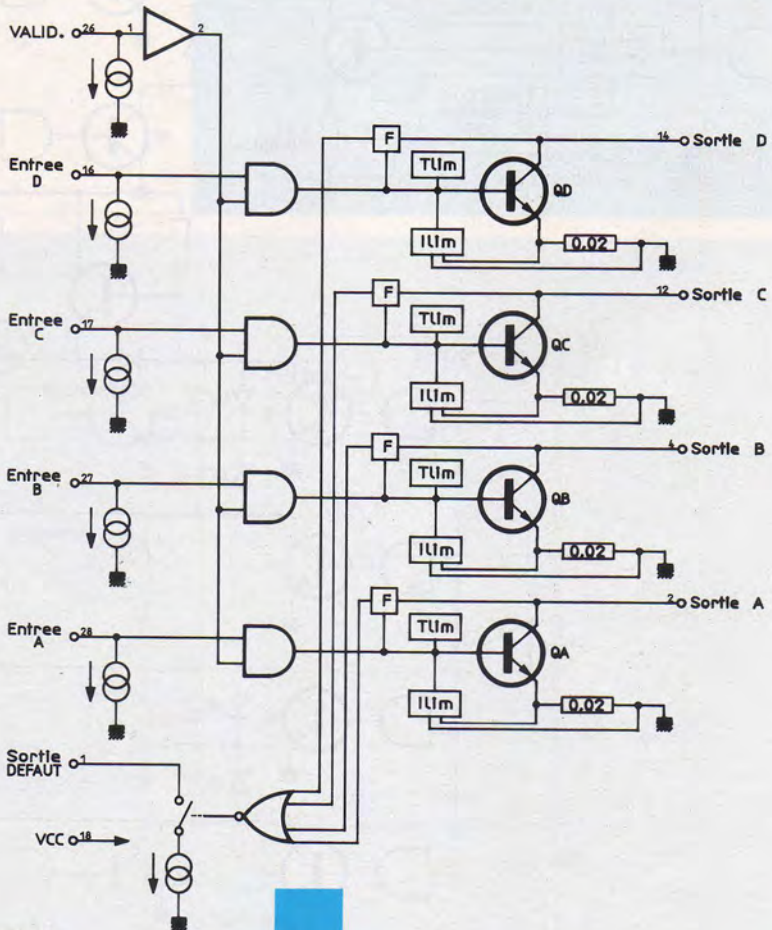 VALID. 26 1 2
F
14 Sortie D
Tlim
Entree D 16
QD
Ilim 0.02
F
12 Sortie C
Tlim
Entree C 17
QC
Ilim 0.02
F
4 Sortie B
Tlim
Entree B 27
QB
Ilim 0.02
F
2 Sortie A
Tlim
Entree A 28
QA
Ilim 0.02
Sortie DEFAUT 1
VCC 18